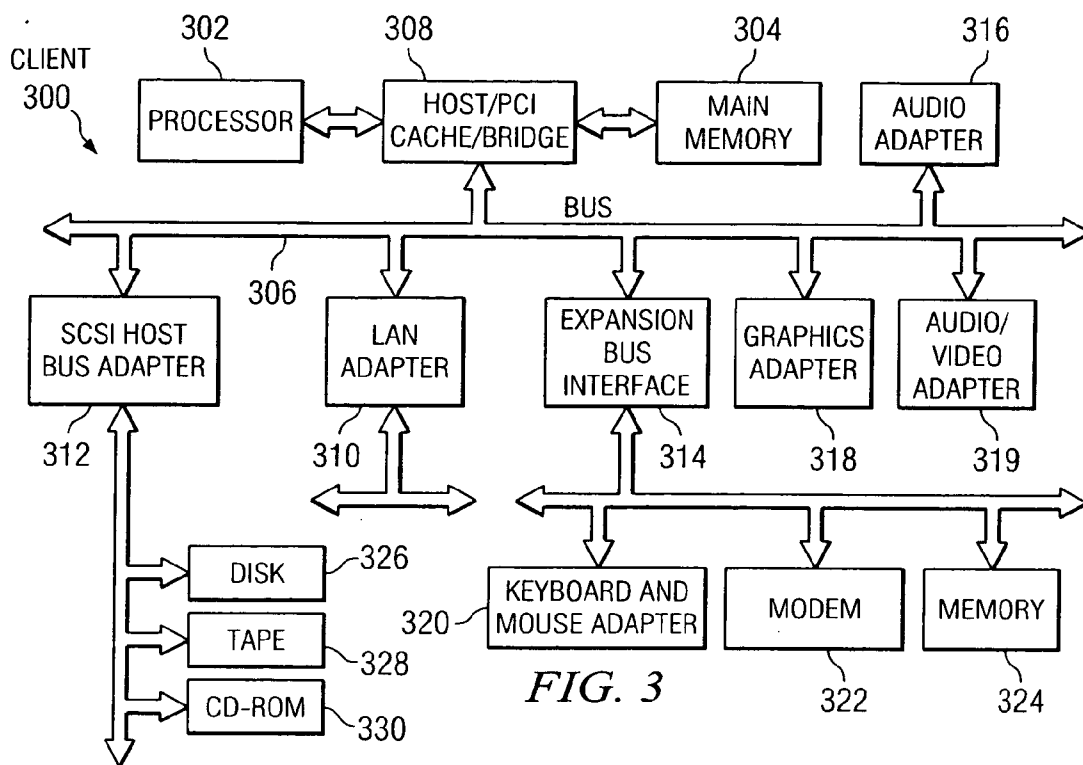 302
308
304
316
CLIENT
300
PROCESSOR
HOST/PCI
CACHE/BRIDGE
MAIN
MEMORY
AUDIO
ADAPTER
BUS
306
SCSI HOST
BUS ADAPTER
LAN
ADAPTER
EXPANSION
BUS
INTERFACE
GRAPHICS
ADAPTER
AUDIO/
VIDEO
ADAPTER
312
310
314
318
319
DISK
326
TAPE
328
CD-ROM
330
320
KEYBOARD AND
MOUSE ADAPTER
MODEM
MEMORY
322
324
FIG. 3